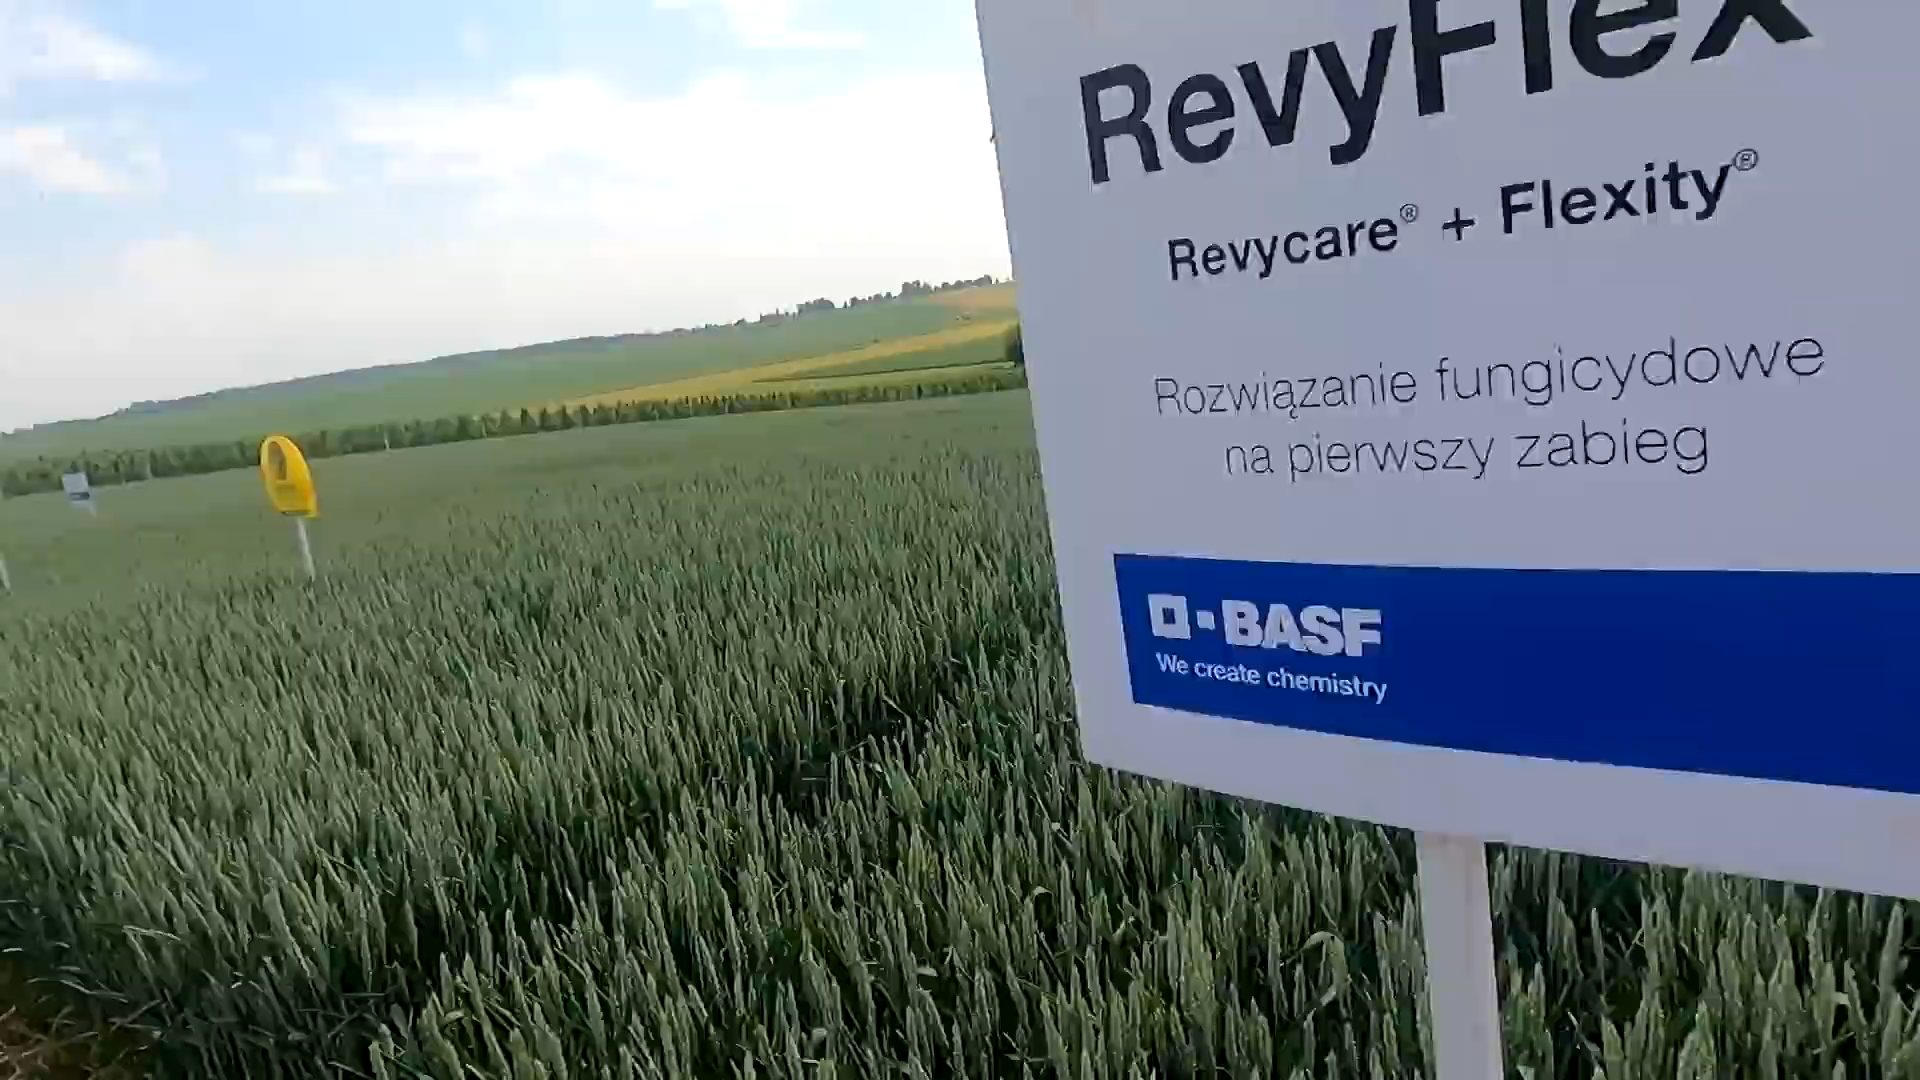 RevyFlex
Revycare® + Flexity®
Rozwiązanie fungicydowe
na pierwszy zabieg
BASF
We create chemistry